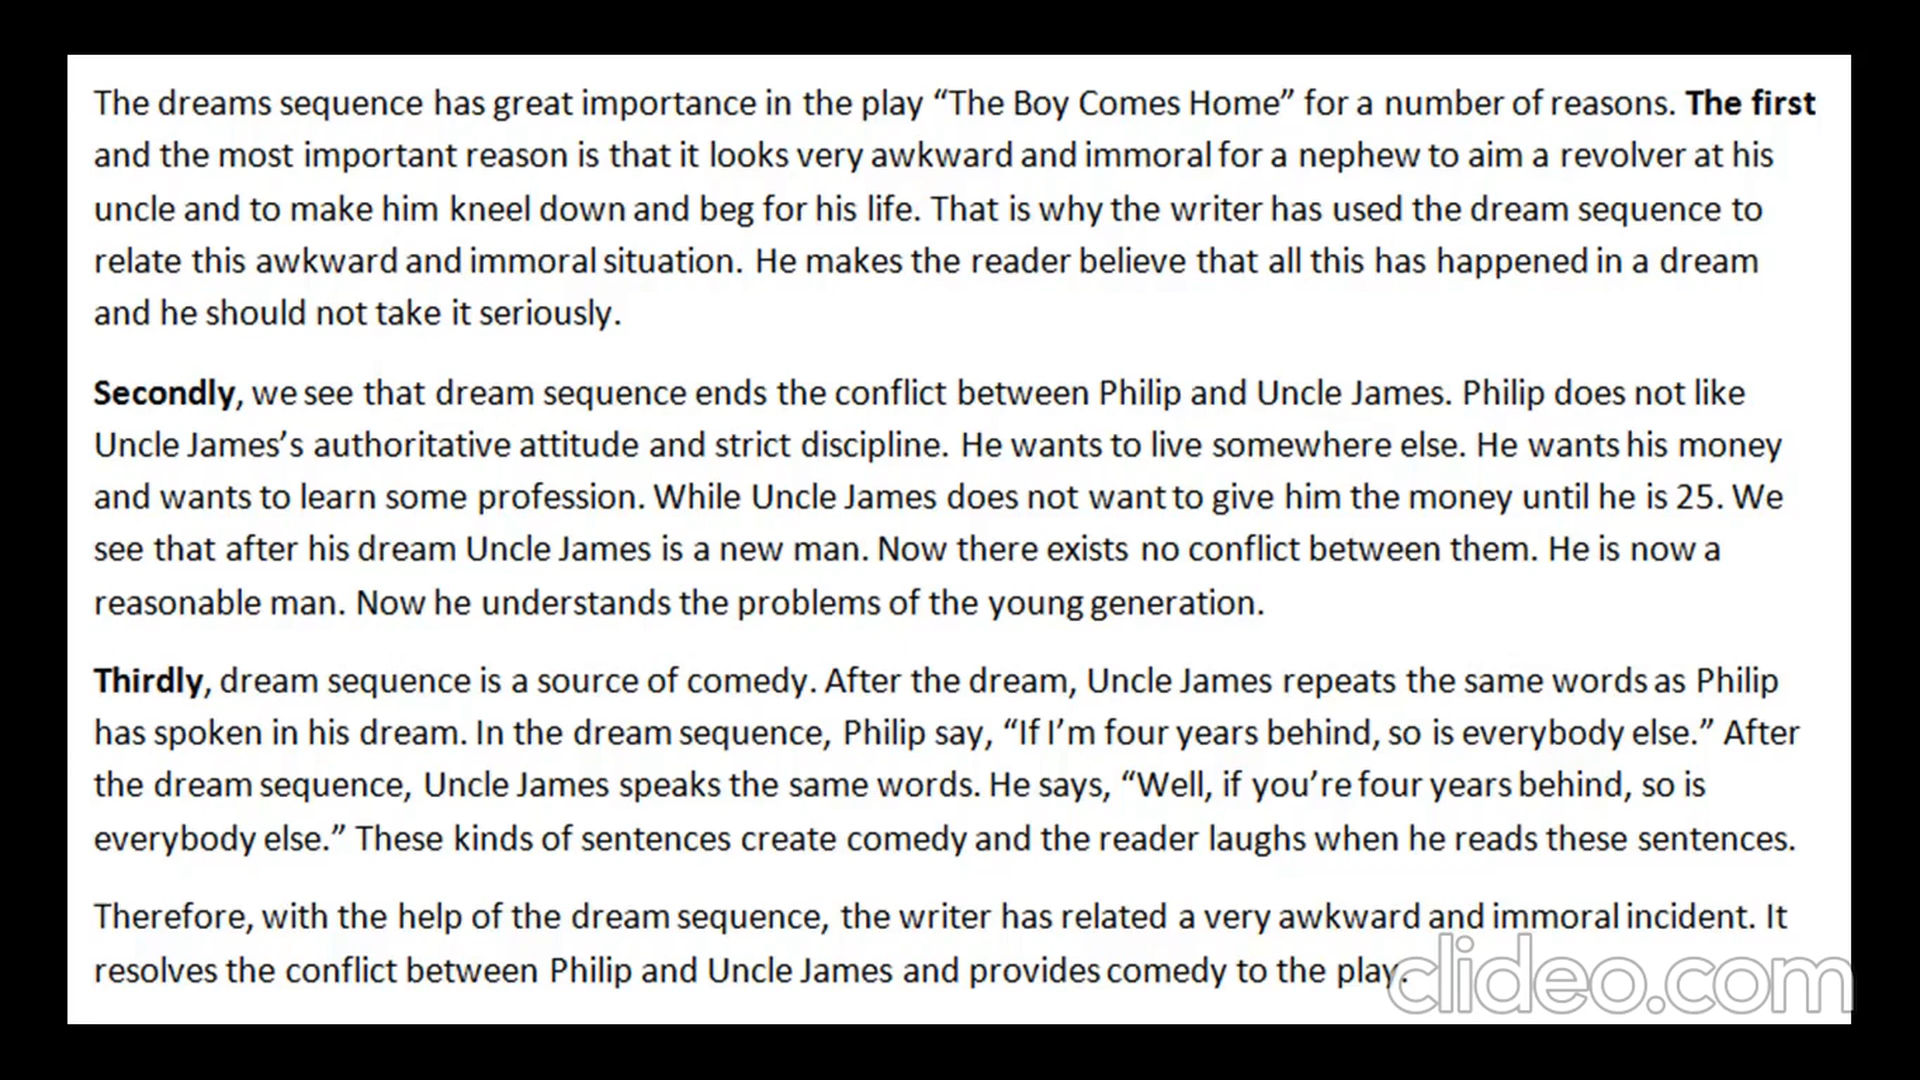 The dreams sequence has great importance in the play “The Boy Comes Home” for a number of reasons. The first
and the most important reason is that it looks very awkward and immoral for a nephew to aim a revolver at his
uncle and to make him kneel down and beg for his life. That is why the writer has used the dream sequence to
relate this awkward and immoral situation. He makes the reader believe that all this has happened in a dream
and he should not take it seriously.
Secondly, we see that dream sequence ends the conflict between Philip and Uncle James. Philip does not like
Uncle James’s authoritative attitude and strict discipline. He wants to live somewhere else. He wants his money
and wants to learn some profession. While Uncle James does not want to give him the money until he is 25. We
see that after his dream Uncle James is a new man. Now there exists no conflict between them. He is now a
reasonable man. Now he understands the problems of the young generation.
Thirdly, dream sequence is a source of comedy. After the dream, Uncle James repeats the same words as Philip
has spoken in his dream. In the dream sequence, Philip say, “If I’m four years behind, so is everybody else.” After
the dream sequence, Uncle James speaks the same words. He says, “Well, if you’re four years behind, so is
everybody else.” These kinds of sentences create comedy and the reader laughs when he reads these sentences.
Therefore, with the help of the dream sequence, the writer has related a very awkward and immoral incident. It
resolves the conflict between Philip and Uncle James and provides comedy to the play.
clideo.com